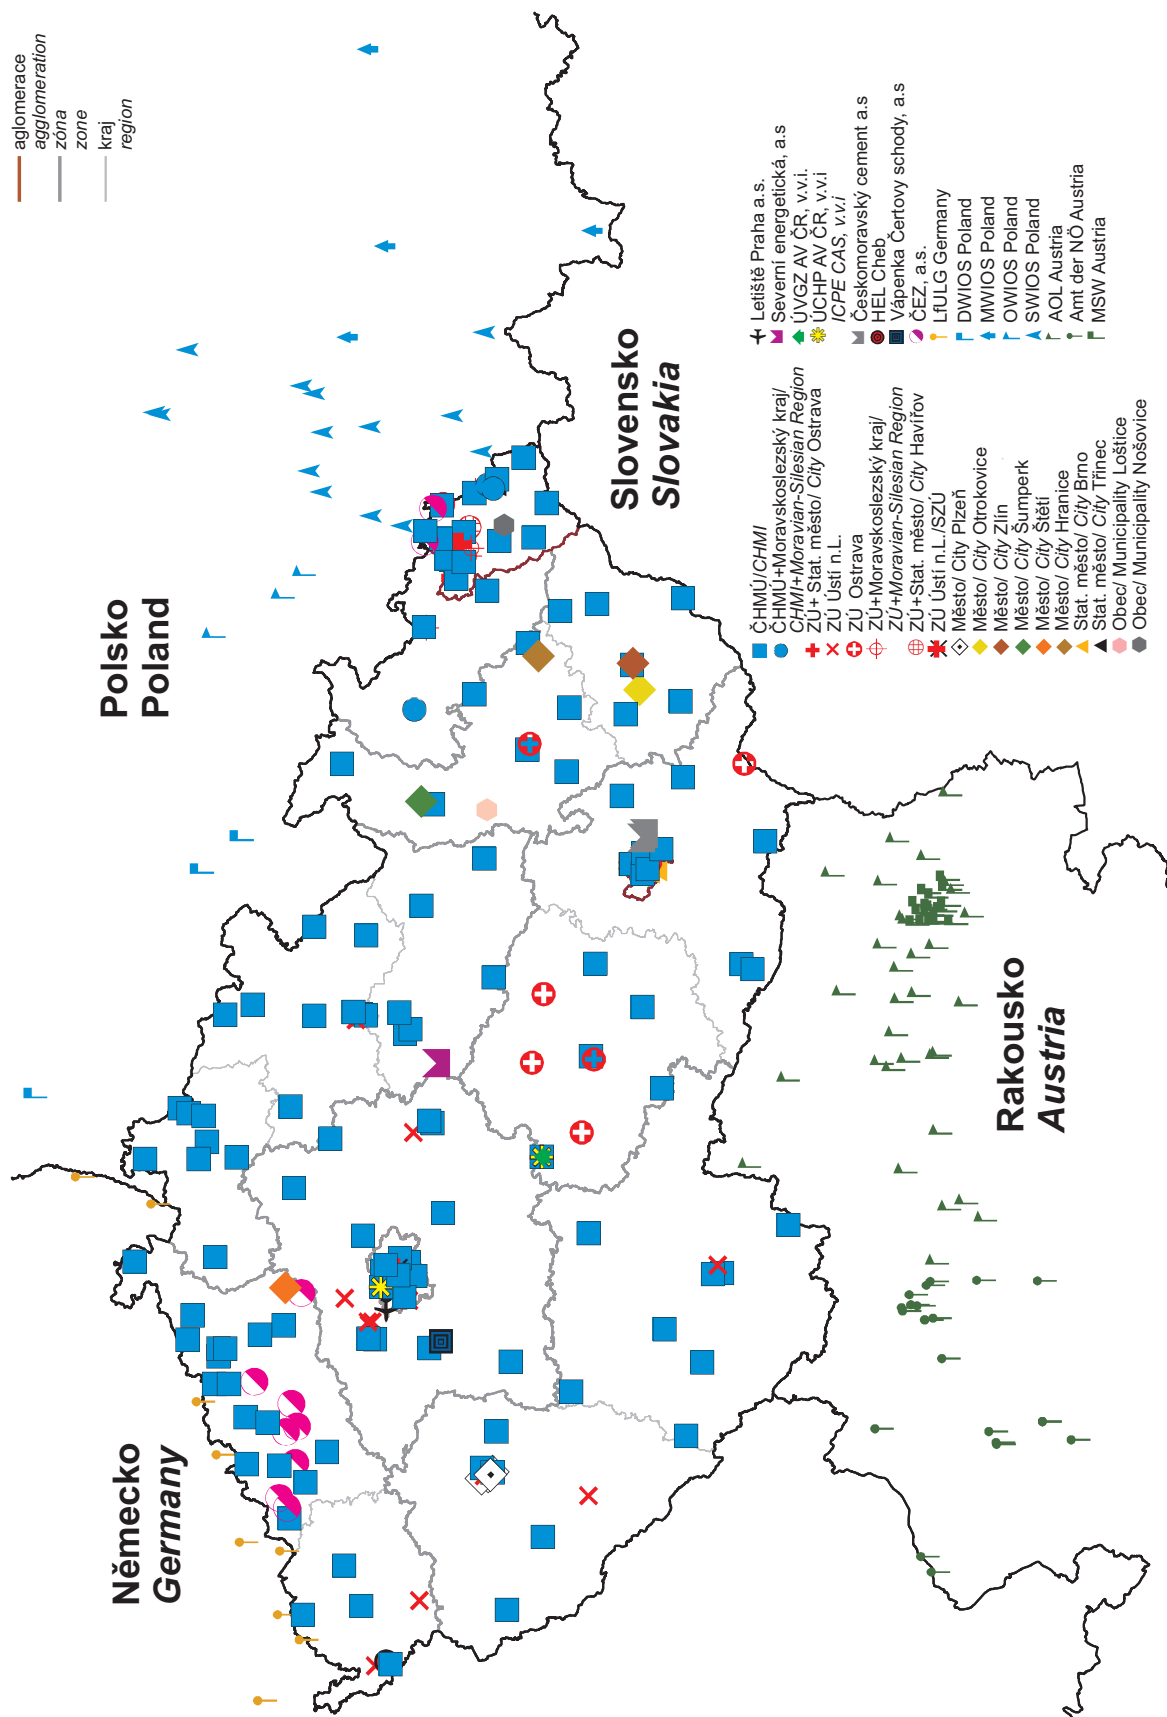 aglomerace
agglomeration
zóna
zone
kraj
region
Polsko
Poland
Německo
Germany
Slovensko
Slovakia
Rakousko
Austria
ČHMÚ/CHMI
ČHMÚ+Moravskoslezský kraj/
CHMI+Moravian-Silesian Region
ZÚ+ Stat. město/ City Ostrava
ZÚ Ústí n.L.
ZÚ Ostrava
ZÚ+Moravskoslezský kraj/
ZÚ+Moravian-Silesian Region
ZÚ+Stat. město/ City Havířov
ZÚ Ústí n.L./SZÚ
Město/ City Plzeň
Město/ City Otrokovice
Město/ City Zlín
Město/ City Šumperk
Město/ City Štětí
Město/ City Hranice
Stat. město/ City Brno
Stat. město/ City Třinec
Obec/ Municipality Loštice
Obec/ Municipality Nošovice
Letiště Praha a.s.
Severní energetická, a.s
ÚVGZ AV ČR, v.v.i.
ÚCHP AV ČR, v.v.i
ICPE CAS, v.v.i
Českomoravský cement a.s
HEL Cheb
Vápenka Čertovy schody, a.s
ČEZ, a.s.
LfULG Germany
DWIOS Poland
MWIOS Poland
OWIOS Poland
SWIOS Poland
AOL Austria
Amt der NÖ Austria
MSW Austria